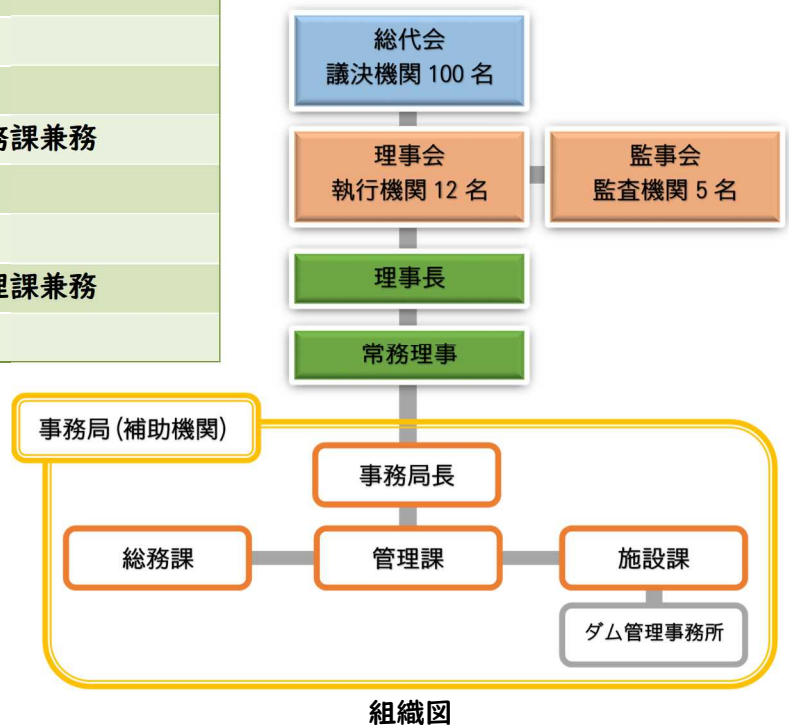 務課兼務
理課兼務
総代会
議決機関 100 名
理事会
執行機関 12 名
監事会
監査機関 5 名
理事長
常務理事
事務局(補助機関)
事務局長
総務課
管理課
施設課
ダム管理事務所
組織図